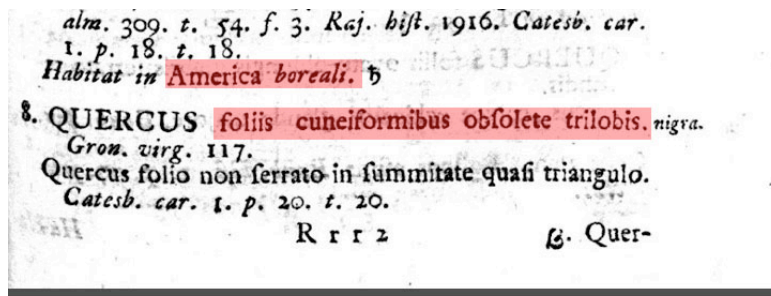 alm. 309. t. 54. f. 3. Raj. hiſt. 1916. Catesb. car.
1. p. 18. t. 18.
Habitat in America boreali. ♄
8. QUERCUS foliis cuneiformibus obſolete trilobis. nigra.
Gron. virg. 117.
Quercus folio non ſerrato in ſummitate quaſi triangulo.
Catesb. car. 1. p. 20. t. 20.
R r r 2
Quer-